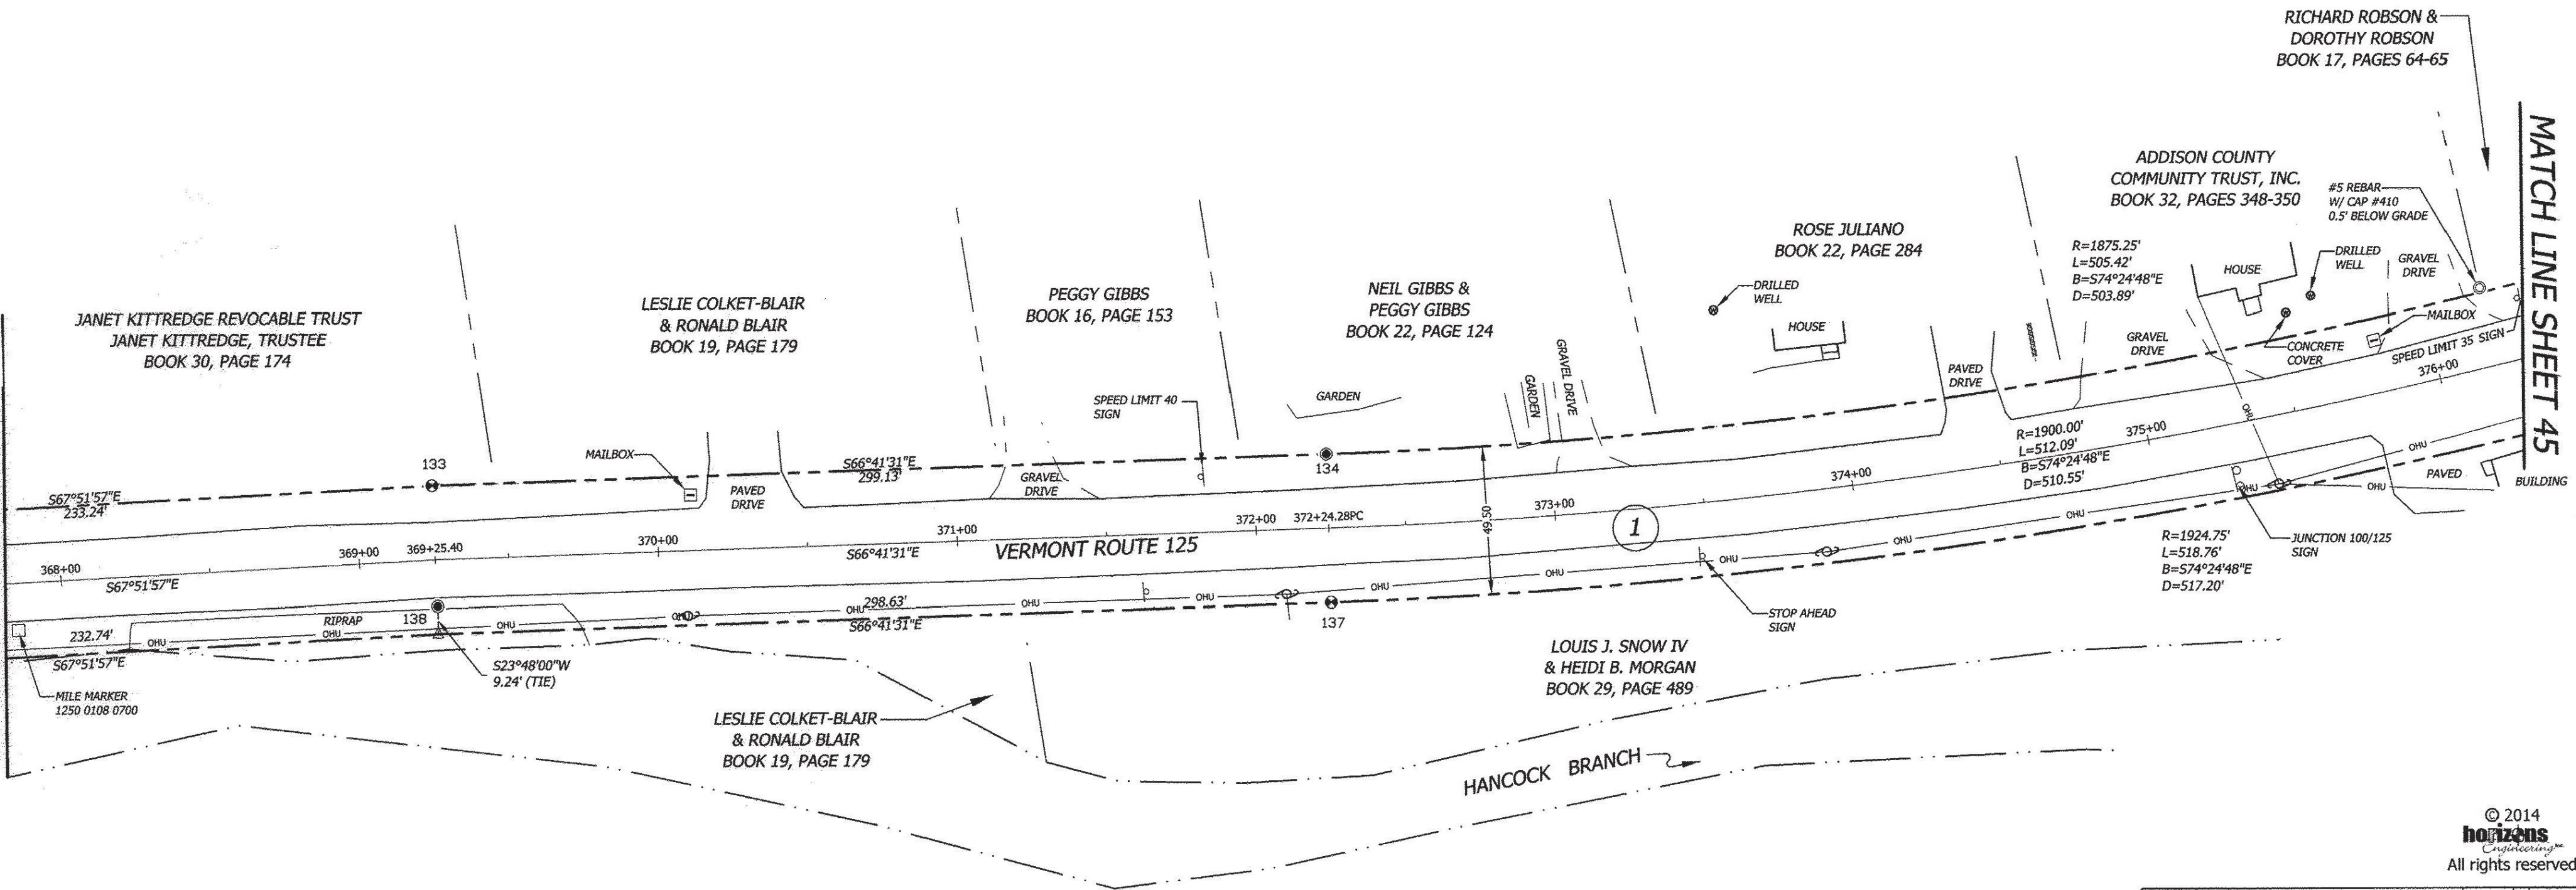 RICHARD ROBSON &
DOROTHY ROBSON
BOOK 17, PAGES 64-65
MATCH LINE SHEET 45
ADDISON COUNTY
COMMUNITY TRUST, INC.
BOOK 32, PAGES 348-350
#5 REBAR
W/ CAP #410
0.5' BELOW GRADE
ROSE JULIANO
BOOK 22, PAGE 284
R=1875.25'
L=505.42'
B=S74°24'48"E
D=503.89'
HOUSE
DRILLED
WELL
GRAVEL
DRIVE
JANET KITTREDGE REVOCABLE TRUST
JANET KITTREDGE, TRUSTEE
BOOK 30, PAGE 174
LESLIE COLKET-BLAIR
& RONALD BLAIR
BOOK 19, PAGE 179
PEGGY GIBBS
BOOK 16, PAGE 153
NEIL GIBBS &
PEGGY GIBBS
BOOK 22, PAGE 124
DRILLED
WELL
HOUSE
GRAVEL
DRIVE
CONCRETE
COVER
MAILBOX
SPEED LIMIT 35 SIGN
376+00
PAVED
DRIVE
GRAVEL DRIVE
GARDEN
GARDEN
SPEED LIMIT 40
SIGN
MAILBOX
133
134
S67°51'57"E
233.24'
S66°41'31"E
299.13'
PAVED
DRIVE
GRAVEL
DRIVE
R=1900.00'
L=512.09'
B=S74°24'48"E
D=510.55'
375+00
374+00
373+00
372+24.28PC
372+00
371+00
370+00
369+25.40
369+00
368+00
S67°51'57"E
S66°41'31"E
VERMONT ROUTE 125
49.50
1
OHU
OHU
OHU
PAVED
BUILDING
OHU
OHU
OHU
OHU
OHU
OHU
OHU
OHU
OHU
OHU
OHU
OHU
OHU
JUNCTION 100/125
SIGN
R=1924.75'
L=518.76'
B=S74°24'48"E
D=517.20'
STOP AHEAD
SIGN
RIPRAP
138
298.63'
S66°41'31"E
137
232.74'
S67°51'57"E
S23°48'00"W
9.24' (TIE)
MILE MARKER
1250 0108 0700
LESLIE COLKET-BLAIR
& RONALD BLAIR
BOOK 19, PAGE 179
LOUIS J. SNOW IV
& HEIDI B. MORGAN
BOOK 29, PAGE 489
HANCOCK BRANCH
© 2014
horizons
Engineering
All rights reserved